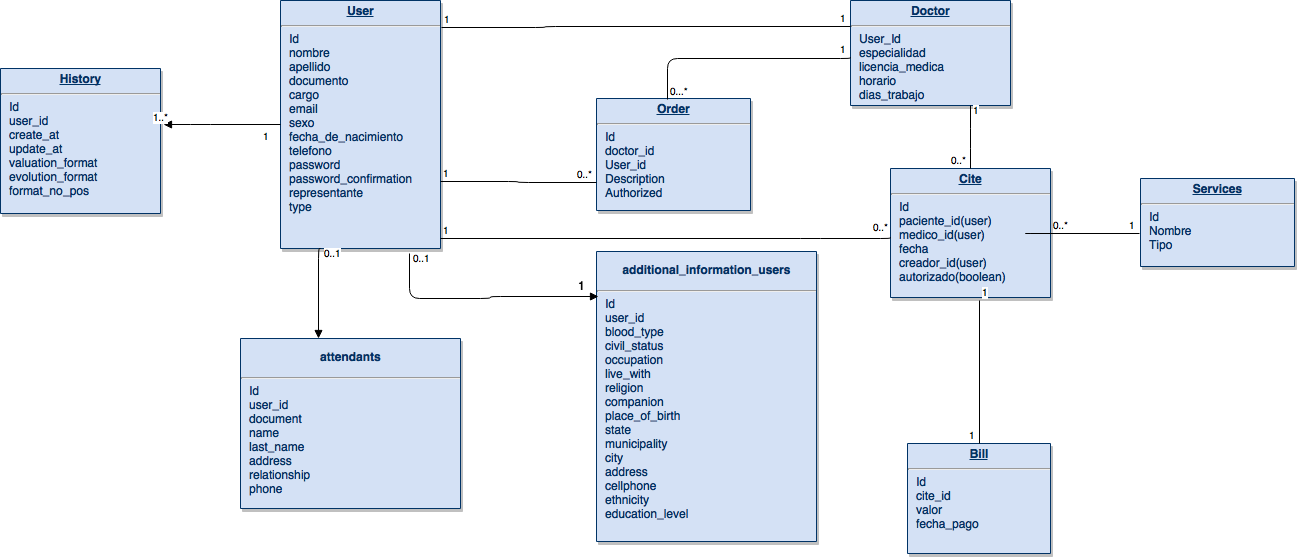 User
Id
nombre
apellido
documento
cargo
email
sexo
fecha_de_nacimiento
telefono
password
password_confirmation
representante
type
Doctor
User_Id
especialidad
licencia_medica
horario
dias_trabajo
History
Id
user_id
create_at
update_at
valuation_format
evolution_format
format_no_pos
Order
Id
doctor_id
User_id
Description
Authorized
Cite
Id
paciente_id(user)
medico_id(user)
fecha
creador_id(user)
autorizado(boolean)
Services
Id
Nombre
Tipo
additional_information_users
Id
user_id
blood_type
civil_status
occupation
live_with
religion
companion
place_of_birth
state
municipality
city
address
cellphone
ethnicity
education_level
attendants
Id
user_id
document
name
last_name
address
relationship
phone
Bill
Id
cite_id
valor
fecha_pago
1
1
1
0...*
1..*
1
1
0..*
1
0..*
1
0..*
0..*
1
0..1
0..1
1
1
1